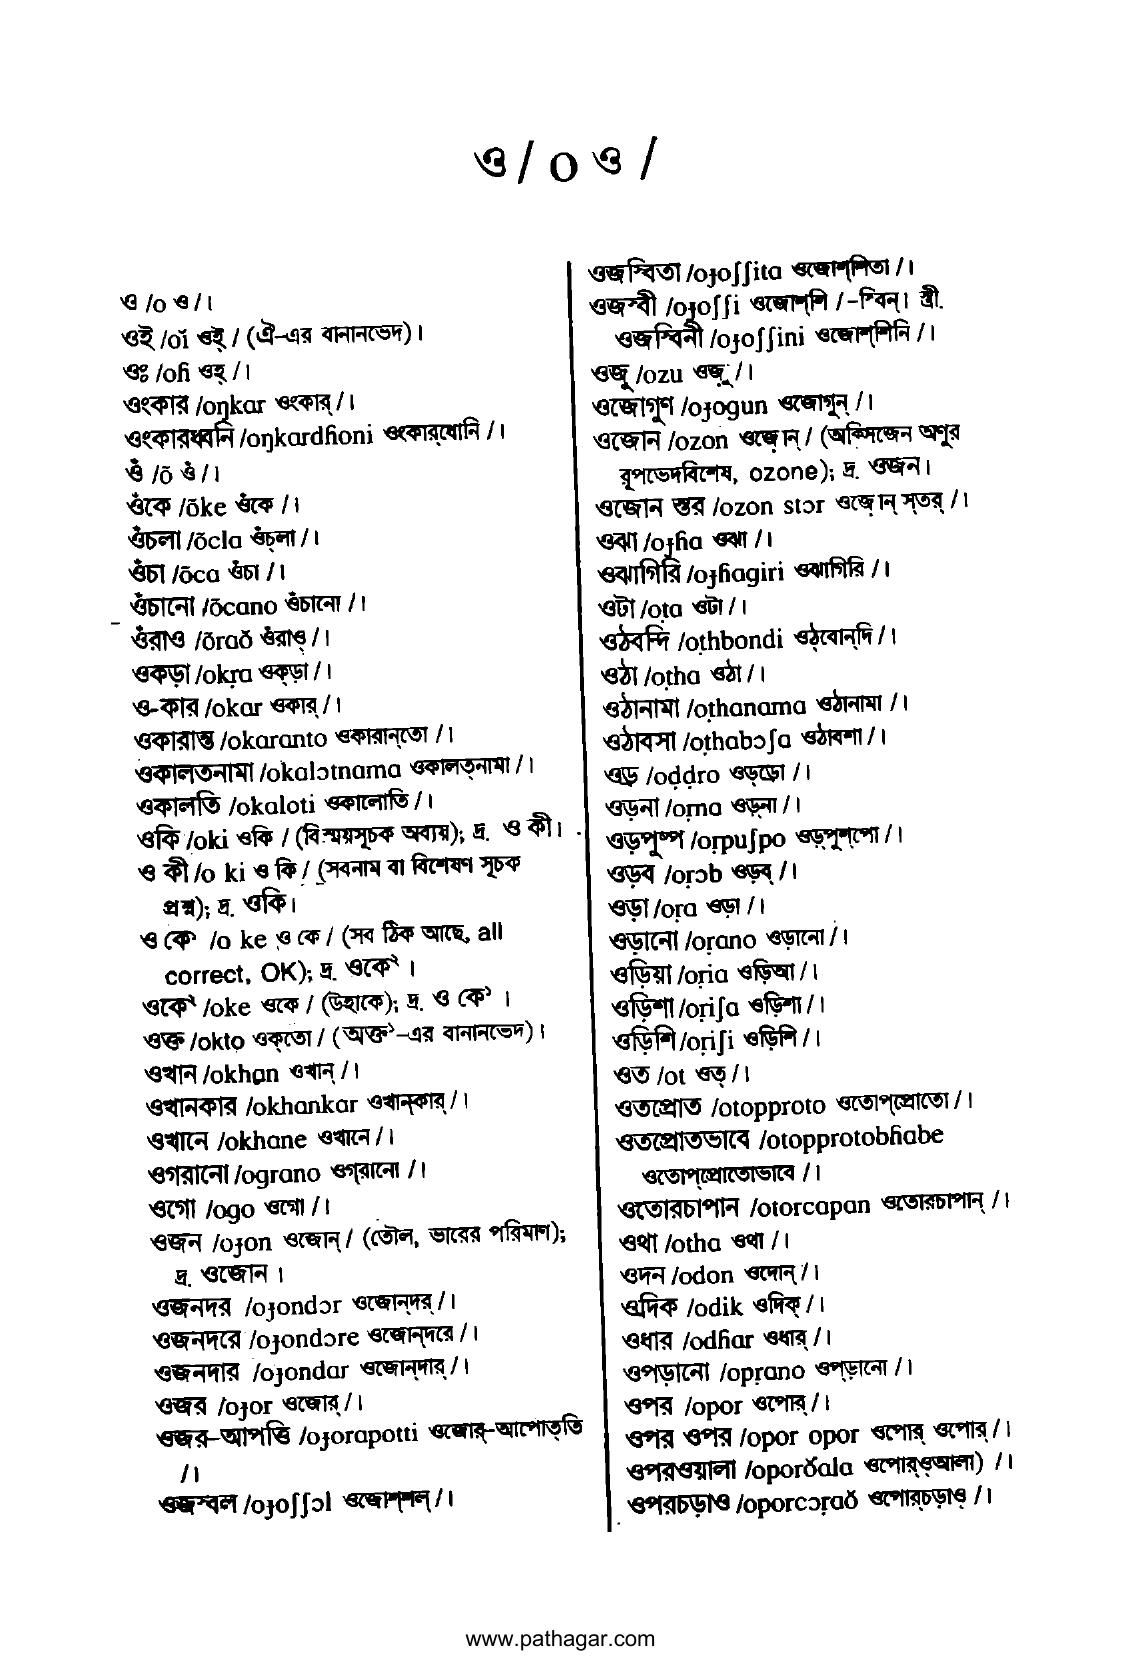 ও / o ও /
ও /o ও / ।
ওই /oĭ ওই্ / (ঐ-এর বানানভেদ) ।
ওঃ /oɦ ওহ্ / ।
ওংকার /oŋkar ওংকার্ / ।
ওংকারধ্বনি /oŋkardɦoni ওংকার্‌ধোনি / ।
ওঁ /õ ওঁ / ।
ওঁকে /õke ওঁকে / ।
ওঁচলা /õcla ওঁচ্‌লা / ।
ওঁচা /õca ওঁচা / ।
ওঁচানো /õcano ওঁচানো / ।
ওঁরাও /õraŏ ওঁরাও্ / ।
ওকড়া /okṛa ওক্‌ড়া / ।
ও-কার /okar ওকার্ / ।
ওকারান্ত /okaranto ওকারান্‌তো / ।
ওকালতনামা /okalɔtnama ওকালত্‌নামা / ।
ওকালতি /okaloti ওকালোতি / ।
ওকি /oki ওকি / (বিস্ময়সূচক অব্যয়); দ্র. ও কী ।
ও কী /o ki ও কি / (সবনাম বা বিশেষণ সূচক
প্রশ্ন); দ্র. ওকি ।
ও কে¹ /o ke ও কে / (সব ঠিক আছে, all
correct, OK); দ্র. ওকে² ।
ওকে² /oke ওকে / (উহাকে); দ্র. ও কে¹ ।
ওক্ত /okto ওক্‌তো / (অক্ত¹-এর বানানভেদ) ।
ওখান /okhan ওখান্ / ।
ওখানকার /okhankar ওখান্‌কার্ / ।
ওখানে /okhane ওখানে / ।
ওগরানো /ograno ওগ্‌রানো / ।
ওগো /ogo ওগো / ।
ওজন /oɟon ওজোন্ / (তৌল, ভারের পরিমাণ);
দ্র. ওজোন ।
ওজনদর /oɟondɔr ওজোন্‌দর্ / ।
ওজনদরে /oɟondɔre ওজোন্‌দরে / ।
ওজনদার /oɟondar ওজোন্‌দার্ / ।
ওজর /oɟor ওজোর্ / ।
ওজর-আপত্তি /oɟorapotti ওজোর্-আপোত্‌তি
/ ।
ওজস্বল /oɟoʃʃɔl ওজোশ্‌শল্ / ।
ওজস্বিতা /oɟoʃʃita ওজোশ্‌শিতা / ।
ওজস্বী /oɟoʃʃi ওজোশ্‌শি / -স্বিন্ । স্ত্রী.
ওজস্বিনী /oɟoʃʃini ওজোশ্‌শিনি / ।
ওজু /ozu ওজ়ু / ।
ওজোগুণ /oɟogun ওজোগুন্ / ।
ওজোন /ozon ওজ়োন্ / (অক্সিজেন অণুর
রূপভেদবিশেষ, ozone); দ্র. ওজন ।
ওজোন স্তর /ozon stɔr ওজ়োন্ স্‌তর্ / ।
ওঝা /oɟɦa ওঝা / ।
ওঝাগিরি /oɟɦagiri ওঝাগিরি / ।
ওটা /oṭa ওটা / ।
ওঠবন্দি /oṭhbondi ওঠ্‌বোন্‌দি / ।
ওঠা /oṭha ওঠা / ।
ওঠানামা /oṭhanama ওঠানামা / ।
ওঠাবসা /oṭhabɔʃa ওঠাবশা / ।
ওড্র /oḍḍro ওড্‌ড্রো / ।
ওড়না /oṛna ওড়্‌না / ।
ওড়পুষ্প /oṛpuʃpo ওড়্‌পুশ্‌পো / ।
ওড়ব /oṛɔb ওড়ব্ / ।
ওড়া /oṛa ওড়া / ।
ওড়ানো /oṛano ওড়ানো / ।
ওড়িয়া /oṛia ওড়িআ / ।
ওড়িশা /oṛiʃa ওড়িশা / ।
ওড়িশি /oṛiʃi ওড়িশি / ।
ওত /ot ওত্ / ।
ওতপ্রোত /otopproto ওতোপ্‌প্রোতো / ।
ওতপ্রোতভাবে /otopprotobɦabe
ওতোপ্‌প্রোতোভাবে / ।
ওতোরচাপান /otorcapan ওতোরচাপান্ / ।
ওথা /otha ওথা / ।
ওদন /odon ওদোন্ / ।
ওদিক /odik ওদিক্ / ।
ওধার /odɦar ওধার্ / ।
ওপড়ানো /opṛano ওপ্‌ড়ানো / ।
ওপর /opor ওপোর্ / ।
ওপর ওপর /opor opor ওপোর্ ওপোর্ / ।
ওপরওয়ালা /oporŏala ওপোর্‌ও্আলা) / ।
ওপরচড়াও /oporcɔṛaŏ ওপোর্‌চড়াও্ / ।
www.pathagar.com